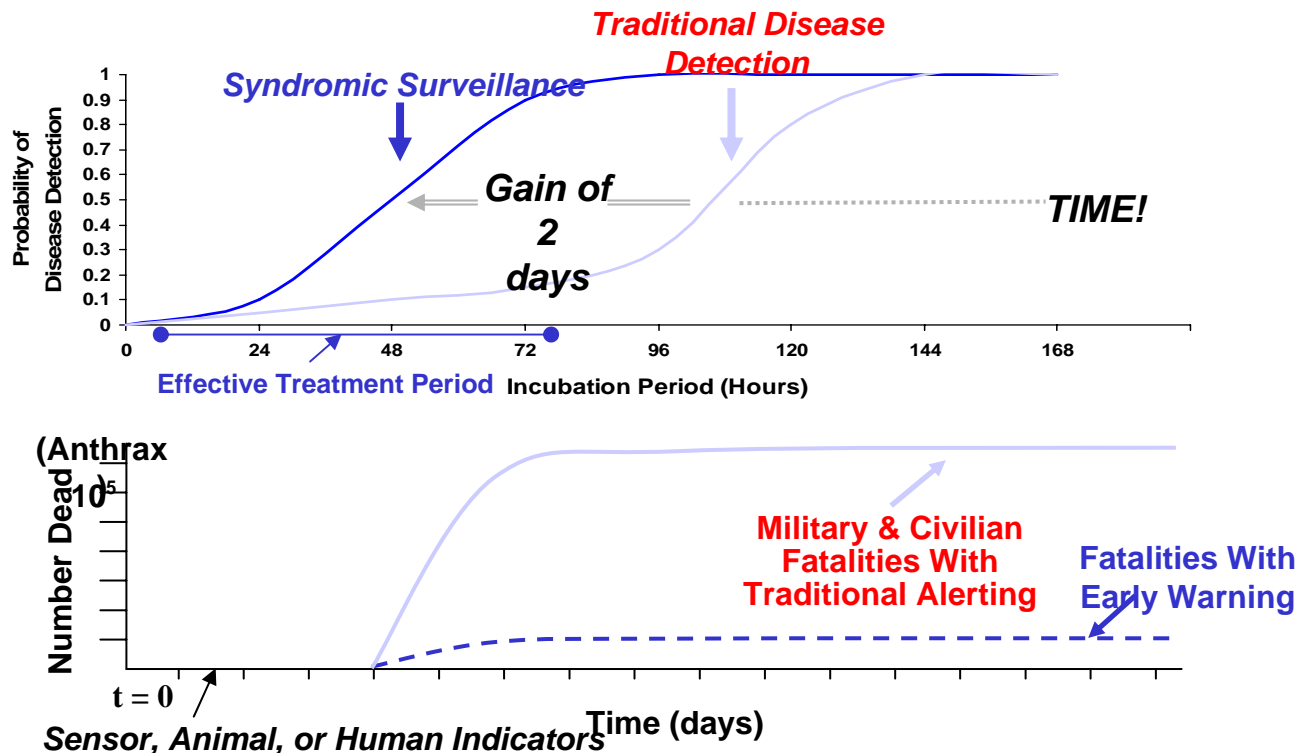 Traditional Disease
Detection
Syndromic Surveillance
Probability of
Disease Detection
1
0.9
0.8
0.7
0.6
0.5
0.4
0.3
0.2
0.1
0
Gain of
2
days
TIME!
0 24 48 72 96 120 144 168
Effective Treatment Period
Incubation Period (Hours)
(Anthrax
)
Number Dead
10⁵
Military & Civilian
Fatalities With
Traditional Alerting
Fatalities With
Early Warning
t = 0
Time (days)
Sensor, Animal, or Human Indicators